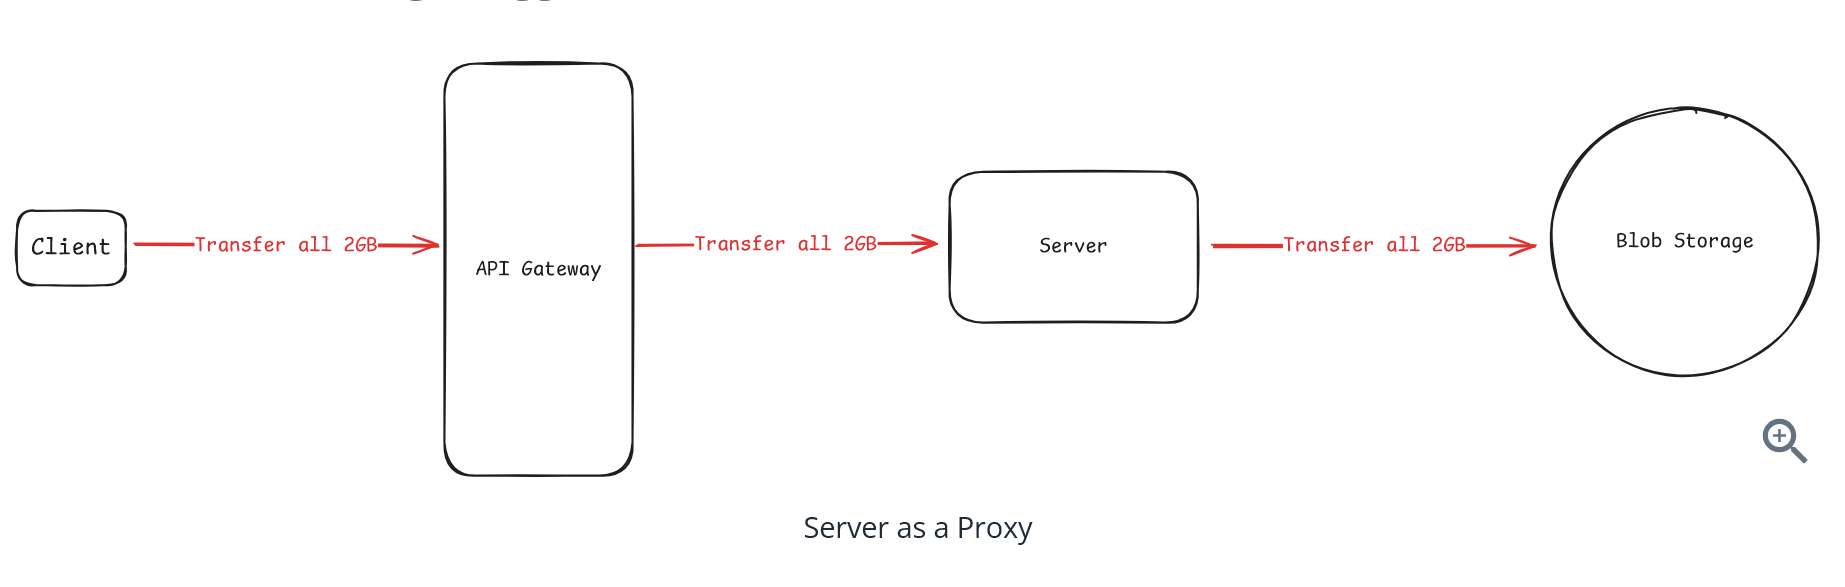 Client
Transfer all 2GB
API Gateway
Transfer all 2GB
Server
Transfer all 2GB
Blob Storage
Server as a Proxy